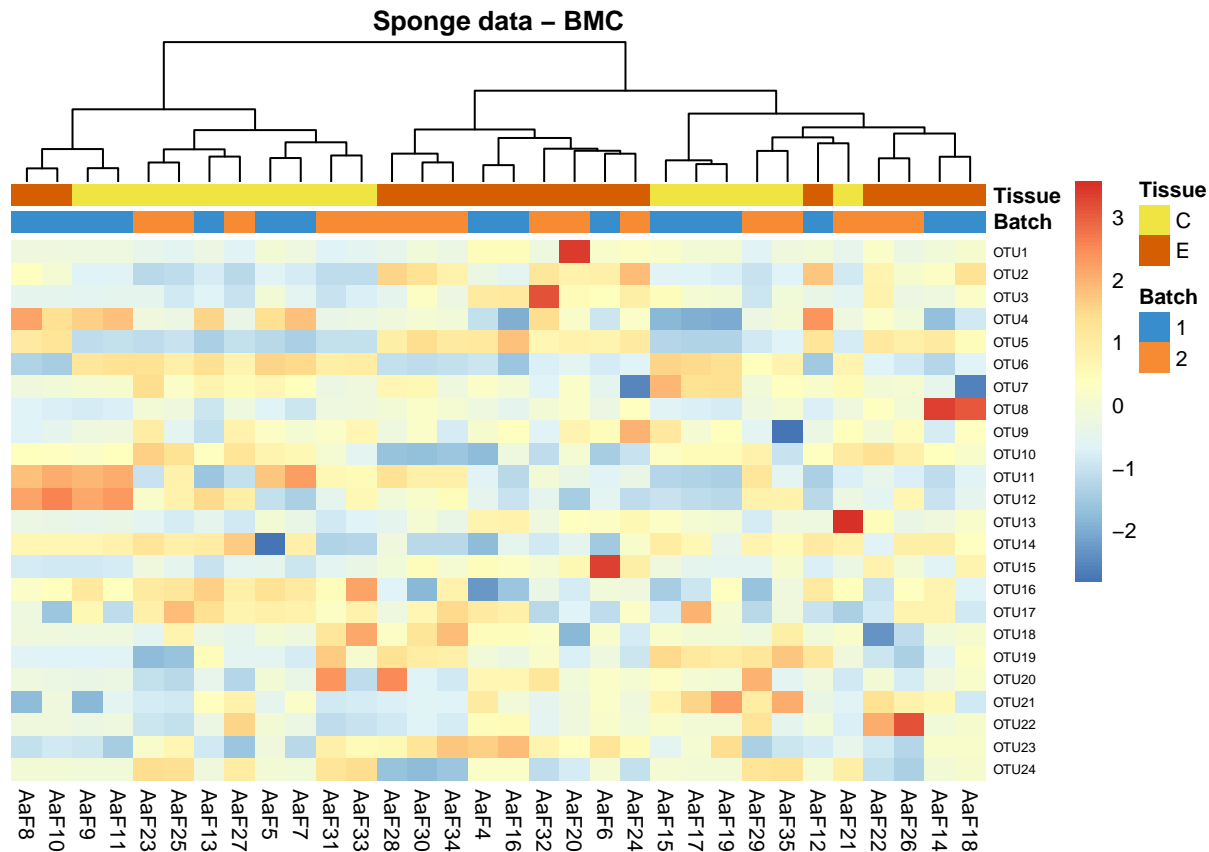 Sponge data – BMC
Tissue
Batch
OTU1
OTU2
OTU3
OTU4
OTU5
OTU6
OTU7
OTU8
OTU9
OTU10
OTU11
OTU12
OTU13
OTU14
OTU15
OTU16
OTU17
OTU18
OTU19
OTU20
OTU21
OTU22
OTU23
OTU24
AaF8 AaF10 AaF9 AaF11 AaF23 AaF25 AaF13 AaF27 AaF5 AaF7 AaF31 AaF33 AaF28 AaF30 AaF34 AaF4 AaF16 AaF32 AaF20 AaF6 AaF24 AaF15 AaF17 AaF19 AaF29 AaF35 AaF12 AaF21 AaF22 AaF26 AaF14 AaF18
3
2
1
0
−1
−2
Tissue
C
E
Batch
1
2